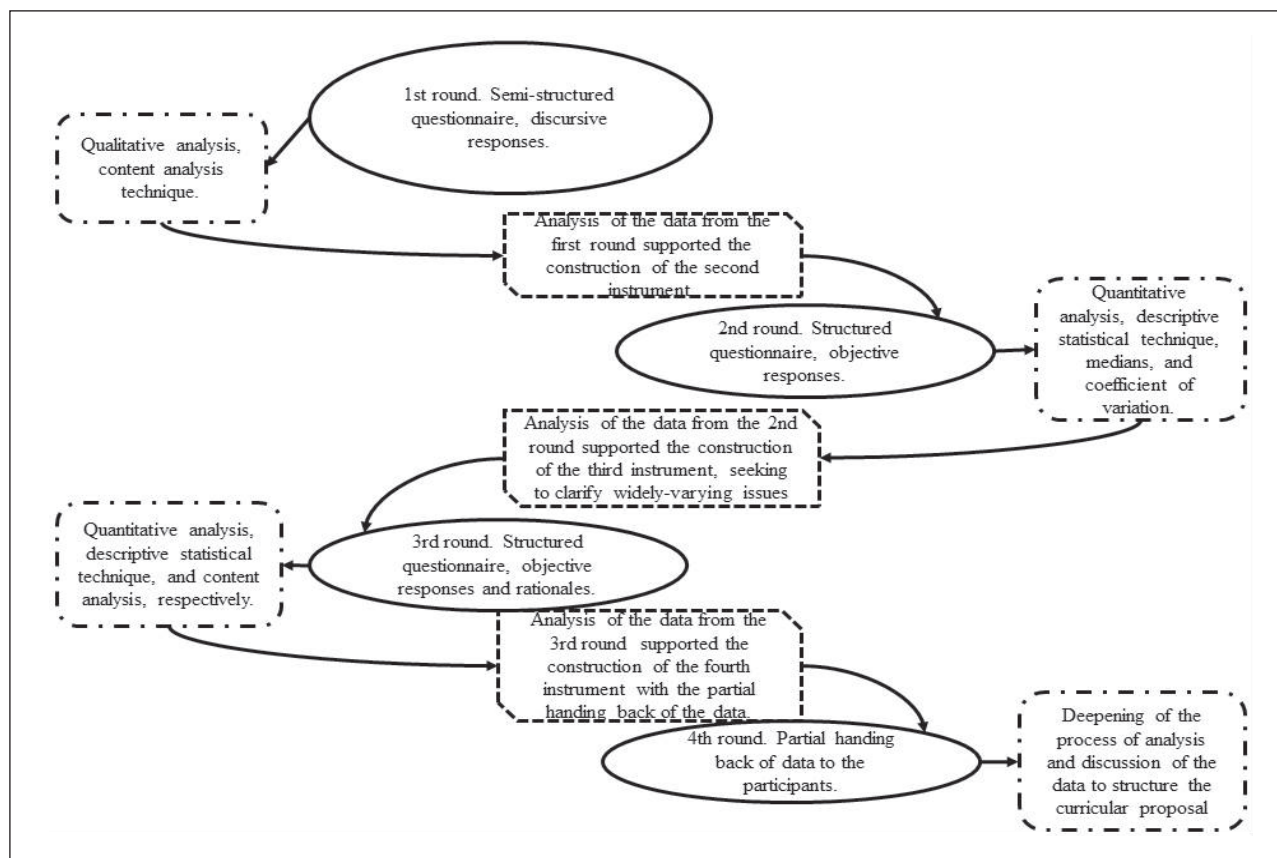 1st round. Semi-structured
questionnaire, discursive
responses.
Qualitative analysis,
content analysis
technique.
Analysis of the data from the
first round supported the
construction of the second
instrument
2nd round. Structured
questionnaire, objective
responses.
Quantitative
analysis, descriptive
statistical technique,
medians, and
coefficient of
variation.
Analysis of the data from the 2nd
round supported the construction
of the third instrument, seeking
to clarify widely-varying issues
3rd round. Structured
questionnaire, objective
responses and rationales.
Quantitative analysis,
descriptive statistical
technique, and content
analysis, respectively.
Analysis of the data from the
3rd round supported the
construction of the fourth
instrument with the partial
handing back of the data.
4th round. Partial handing
back of data to the
participants.
Deepening of the
process of analysis
and discussion of the
data to structure the
curricular proposal